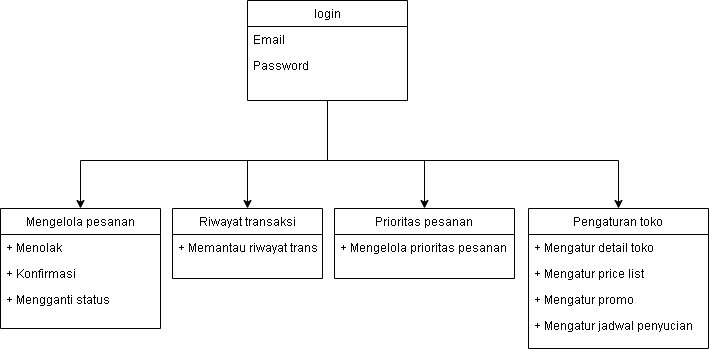 login
Email
Password
Mengelola pesanan
+ Menolak
+ Konfirmasi
+ Mengganti status
Riwayat transaksi
+ Memantau riwayat trans
Prioritas pesanan
+ Mengelola prioritas pesanan
Pengaturan toko
+ Mengatur detail toko
+ Mengatur price list
+ Mengatur promo
+ Mengatur jadwal penyucian